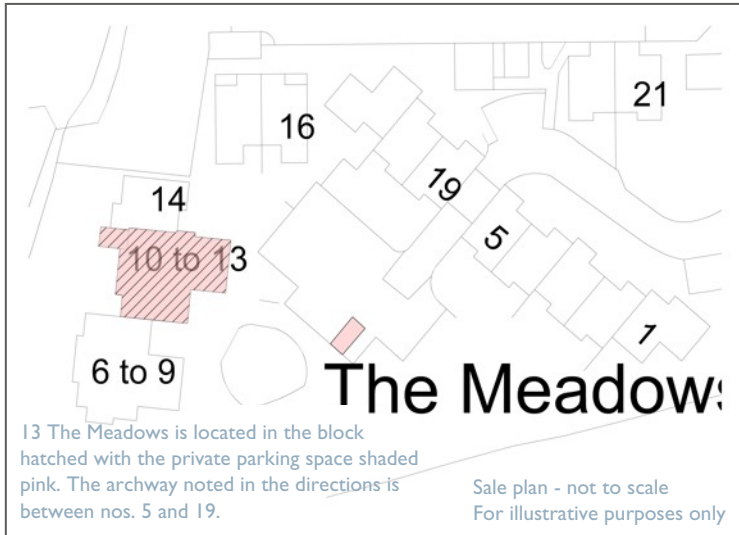 21
16
19
14
5
10 to 13
1
6 to 9
The Meadows
13 The Meadows is located in the block
hatched with the private parking space shaded
pink. The archway noted in the directions is
between nos. 5 and 19.
Sale plan - not to scale
For illustrative purposes only